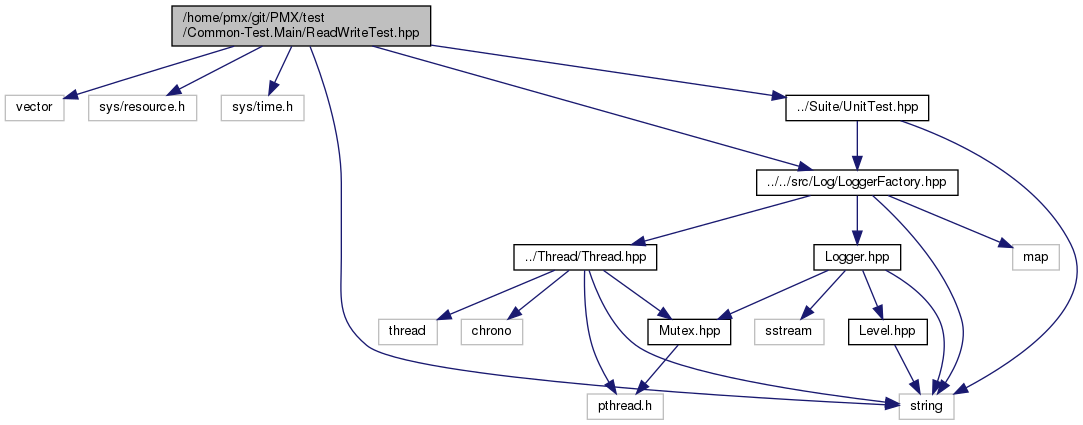 /home/pmx/git/PMX/test
/Common-Test.Main/ReadWriteTest.hpp
vector
sys/resource.h
sys/time.h
../Suite/UnitTest.hpp
../../src/Log/LoggerFactory.hpp
../Thread/Thread.hpp
Logger.hpp
map
thread
chrono
Mutex.hpp
sstream
Level.hpp
pthread.h
string